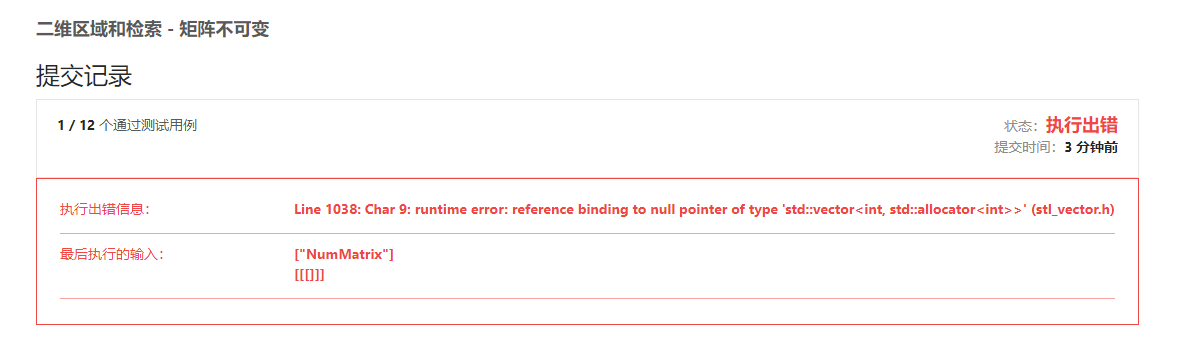 二维区域和检索 - 矩阵不可变
提交记录
1 / 12 个通过测试用例
状态：执行出错
提交时间：3 分钟前
执行出错信息：
Line 1038: Char 9: runtime error: reference binding to null pointer of type 'std::vector<int, std::allocator<int>>' (stl_vector.h)
最后执行的输入：
["NumMatrix"]
[[[]]]